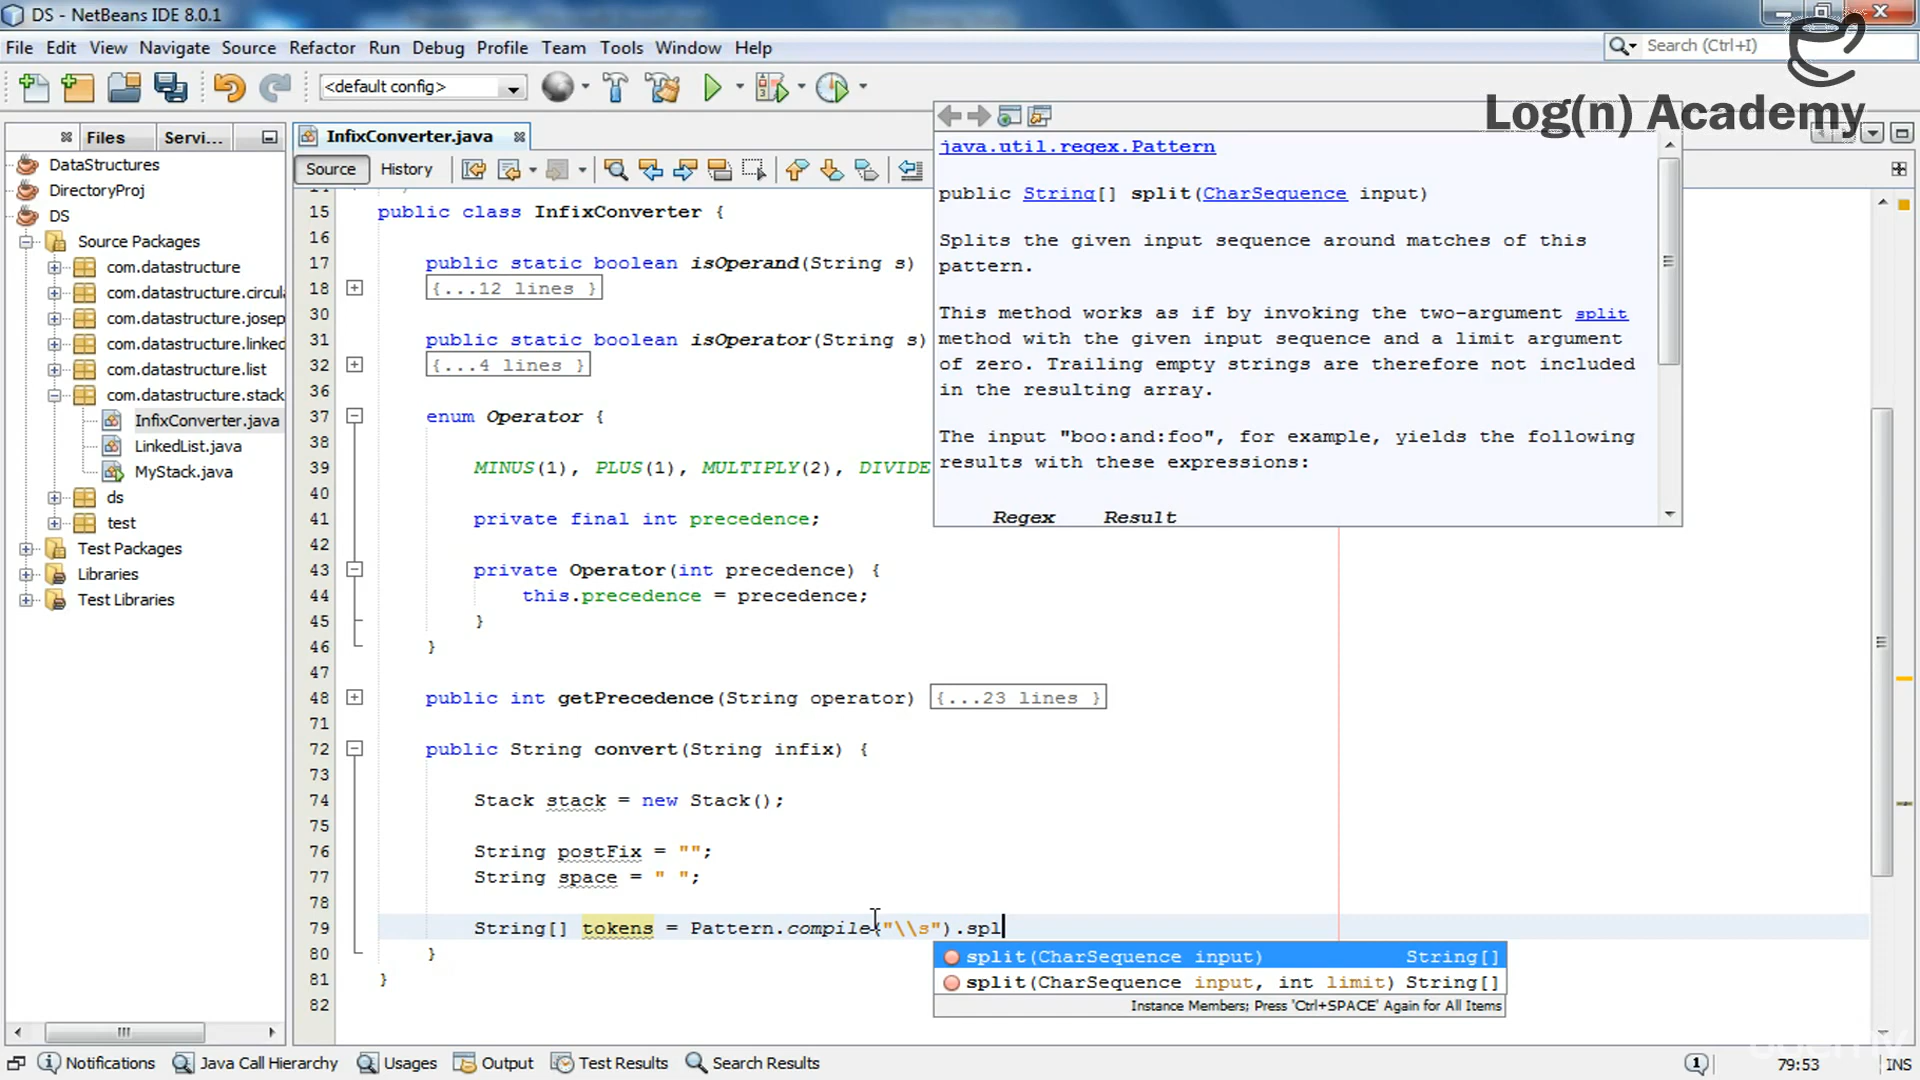 DS - NetBeans IDE 8.0.1
File Edit View Navigate Source Refactor Run Debug Profile Team Tools Window Help
Search (Ctrl+I)
<default config>
Log(n) Academy
Files Servi...
InfixConverter.java
Source History
DataStructures
DirectoryProj
DS
Source Packages
com.datastructure
com.datastructure.circula
com.datastructure.josep
com.datastructure.linked
com.datastructure.list
com.datastructure.stack
InfixConverter.java
LinkedList.java
MyStack.java
ds
test
Test Packages
Libraries
Test Libraries
15 public class InfixConverter {
16
17 public static boolean isOperand(String s)
18 {...12 lines }
30
31 public static boolean isOperator(String s)
32 {...4 lines }
36
37 enum Operator {
38
39 MINUS(1), PLUS(1), MULTIPLY(2), DIVIDE
40
41 private final int precedence;
42
43 private Operator(int precedence) {
44 this.precedence = precedence;
45 }
46 }
47
48 public int getPrecedence(String operator) {...23 lines }
71
72 public String convert(String infix) {
73
74 Stack stack = new Stack();
75
76 String postFix = "";
77 String space = " ";
78
79 String[] tokens = Pattern.compile("\\s").spl
80 }
81 }
82
java.util.regex.Pattern
public String[] split(CharSequence input)
Splits the given input sequence around matches of this
pattern.
This method works as if by invoking the two-argument split
method with the given input sequence and a limit argument
of zero. Trailing empty strings are therefore not included
in the resulting array.
The input "boo:and:foo", for example, yields the following
results with these expressions:
Regex Result
split(CharSequence input) String[]
split(CharSequence input, int limit) String[]
Instance Members; Press 'Ctrl+SPACE' Again for All Items
Notifications Java Call Hierarchy Usages Output Test Results Search Results
79:53 INS